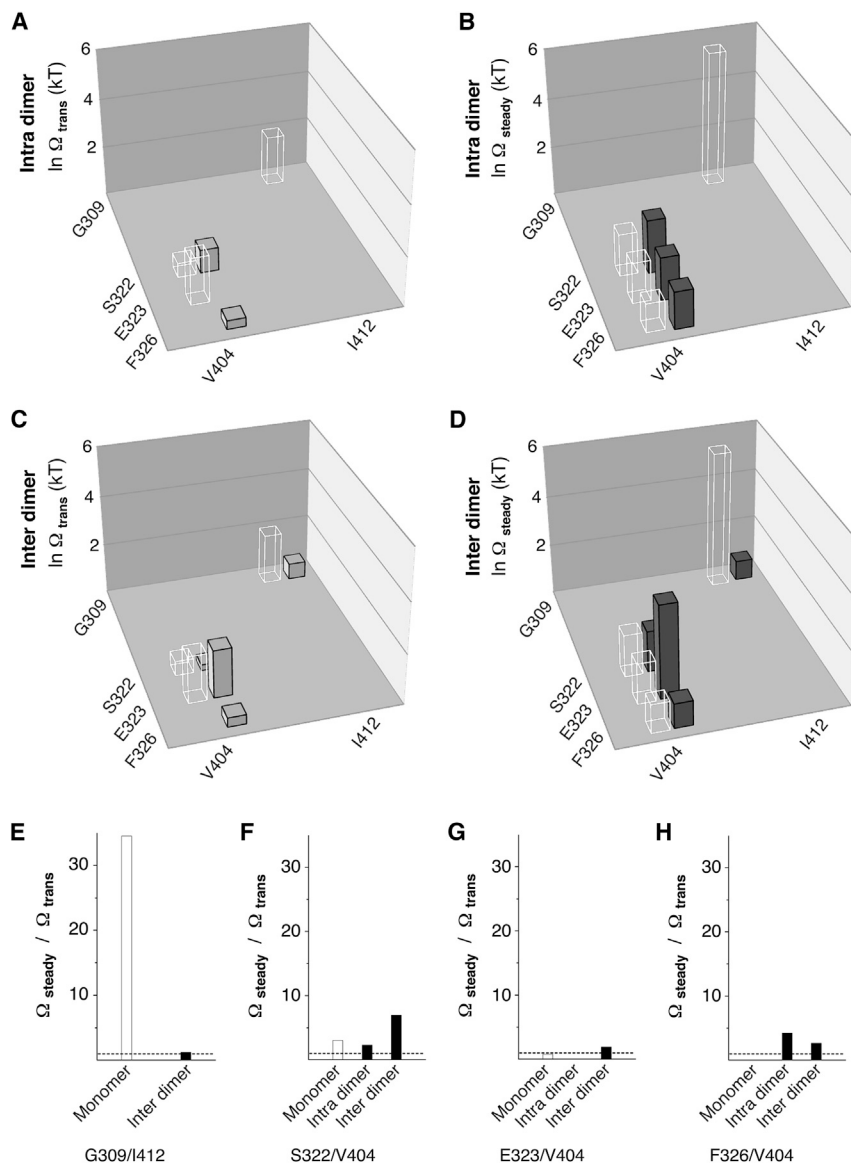 A
Intra dimer
ln Ω trans (kT)
6
4
2
G309
S322
E323
F326
V404
I412
B
Intra dimer
ln Ω steady (kT)
6
4
2
G309
S322
E323
F326
V404
I412
C
Inter dimer
ln Ω trans (kT)
6
4
2
G309
S322
E323
F326
V404
I412
D
Inter dimer
ln Ω steady (kT)
6
4
2
G309
S322
E323
F326
V404
I412
E
Ω steady / Ω trans
30
20
10
Monomer
Inter dimer
G309/I412
F
Ω steady / Ω trans
30
20
10
Monomer
Intra dimer
Inter dimer
S322/V404
G
Ω steady / Ω trans
30
20
10
Monomer
Intra dimer
Inter dimer
E323/V404
H
Ω steady / Ω trans
30
20
10
Monomer
Intra dimer
Inter dimer
F326/V404